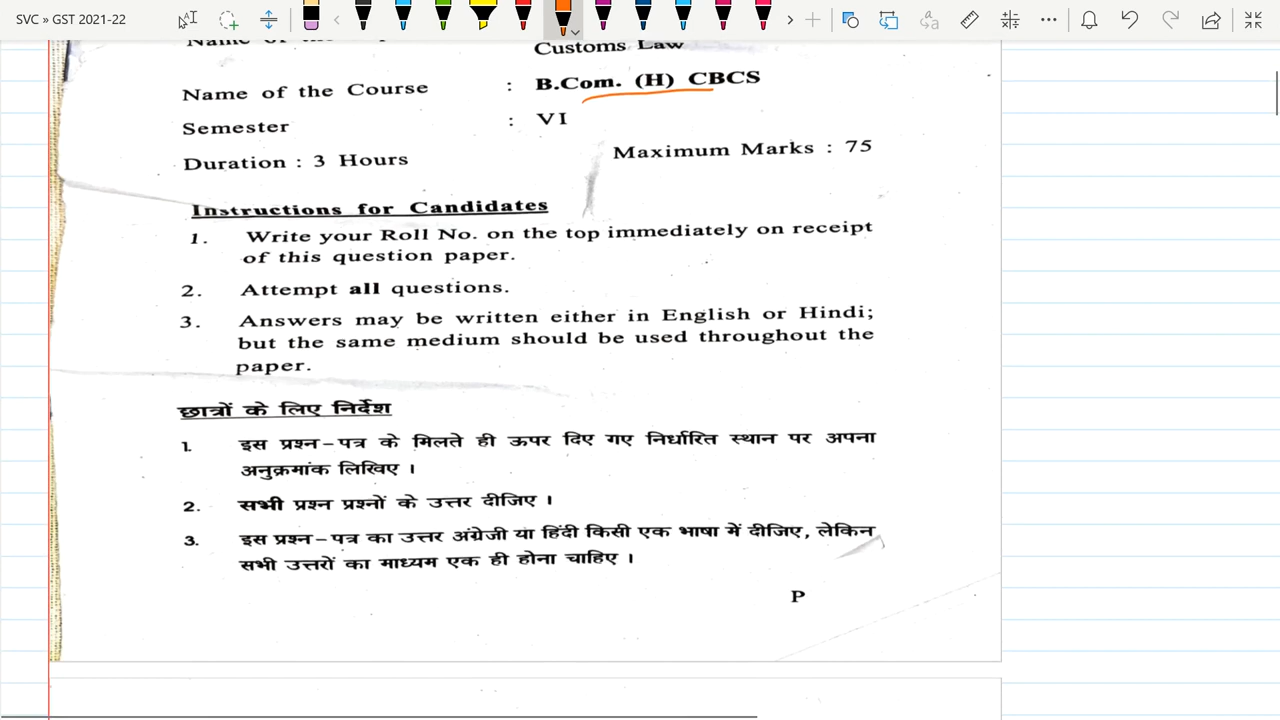 SVC » GST 2021-22
Name of the
Customs Law
Name of the Course : B.Com. (H) CBCS
Semester : VI
Duration : 3 Hours Maximum Marks : 75
Instructions for Candidates
1. Write your Roll No. on the top immediately on receipt
of this question paper.
2. Attempt all questions.
3. Answers may be written either in English or Hindi;
but the same medium should be used throughout the
paper.
छात्रों के लिए निर्देश
1. इस प्रश्न-पत्र के मिलते ही ऊपर दिए गए निर्धारित स्थान पर अपना
अनुक्रमांक लिखिए ।
2. सभी प्रश्न प्रश्नों के उत्तर दीजिए ।
3. इस प्रश्न-पत्र का उत्तर अंग्रेजी या हिंदी किसी एक भाषा में दीजिए, लेकिन
सभी उत्तरों का माध्यम एक ही होना चाहिए ।
P